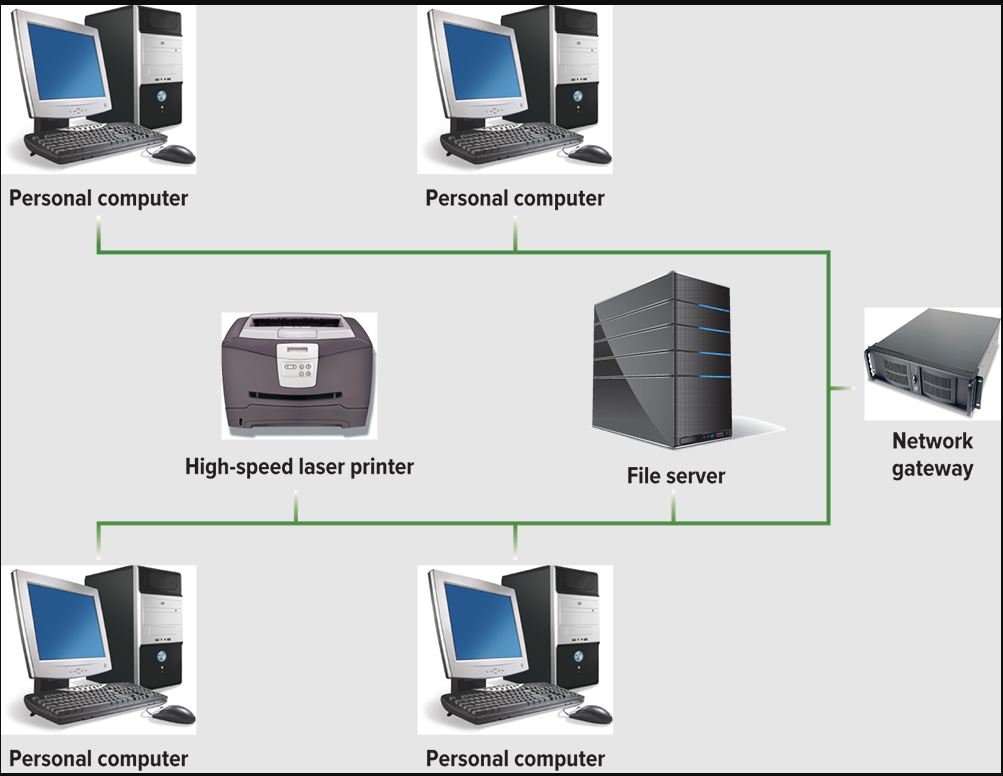 Personal computer
Personal computer
High-speed laser printer
File server
Network
gateway
Personal computer
Personal computer